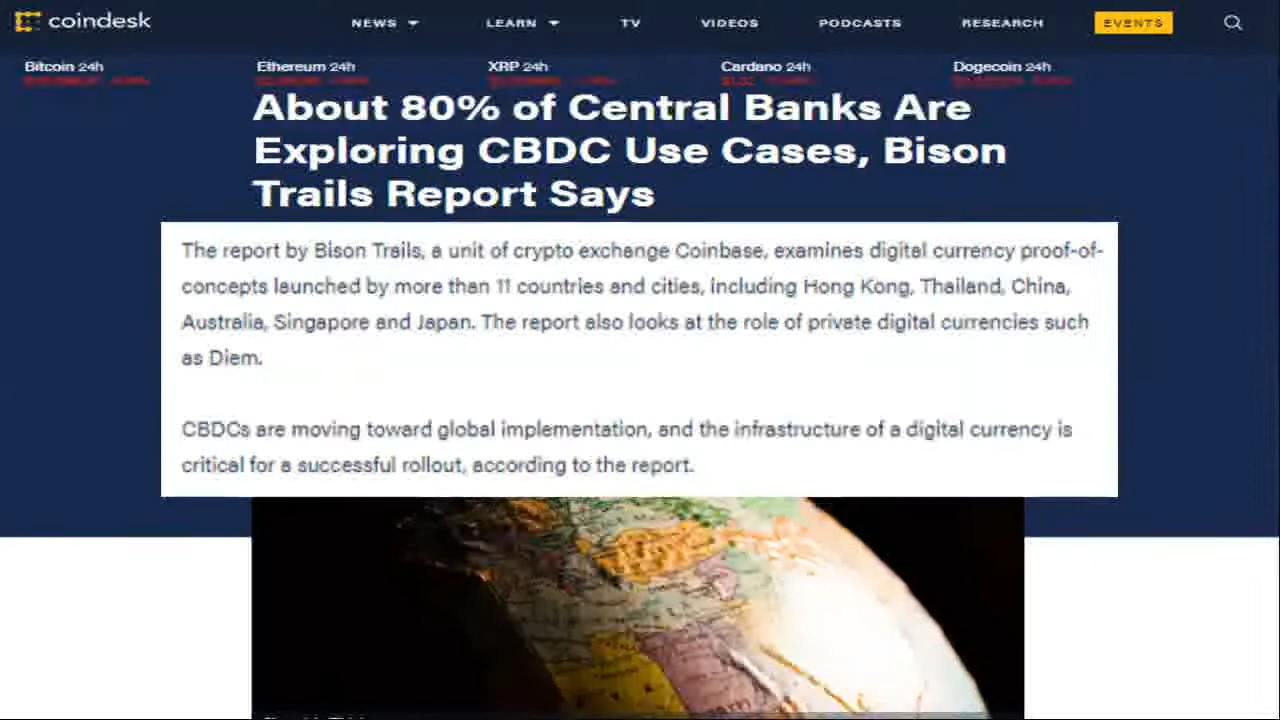 coindesk
NEWS LEARN TV VIDEOS PODCASTS RESEARCH EVENTS
Bitcoin 24h Ethereum 24h XRP 24h Cardano 24h Dogecoin 24h
About 80% of Central Banks Are
Exploring CBDC Use Cases, Bison
Trails Report Says
The report by Bison Trails, a unit of crypto exchange Coinbase, examines digital currency proof-of-
concepts launched by more than 11 countries and cities, including Hong Kong, Thailand, China,
Australia, Singapore and Japan. The report also looks at the role of private digital currencies such
as Diem.
CBDCs are moving toward global implementation, and the infrastructure of a digital currency is
critical for a successful rollout, according to the report.